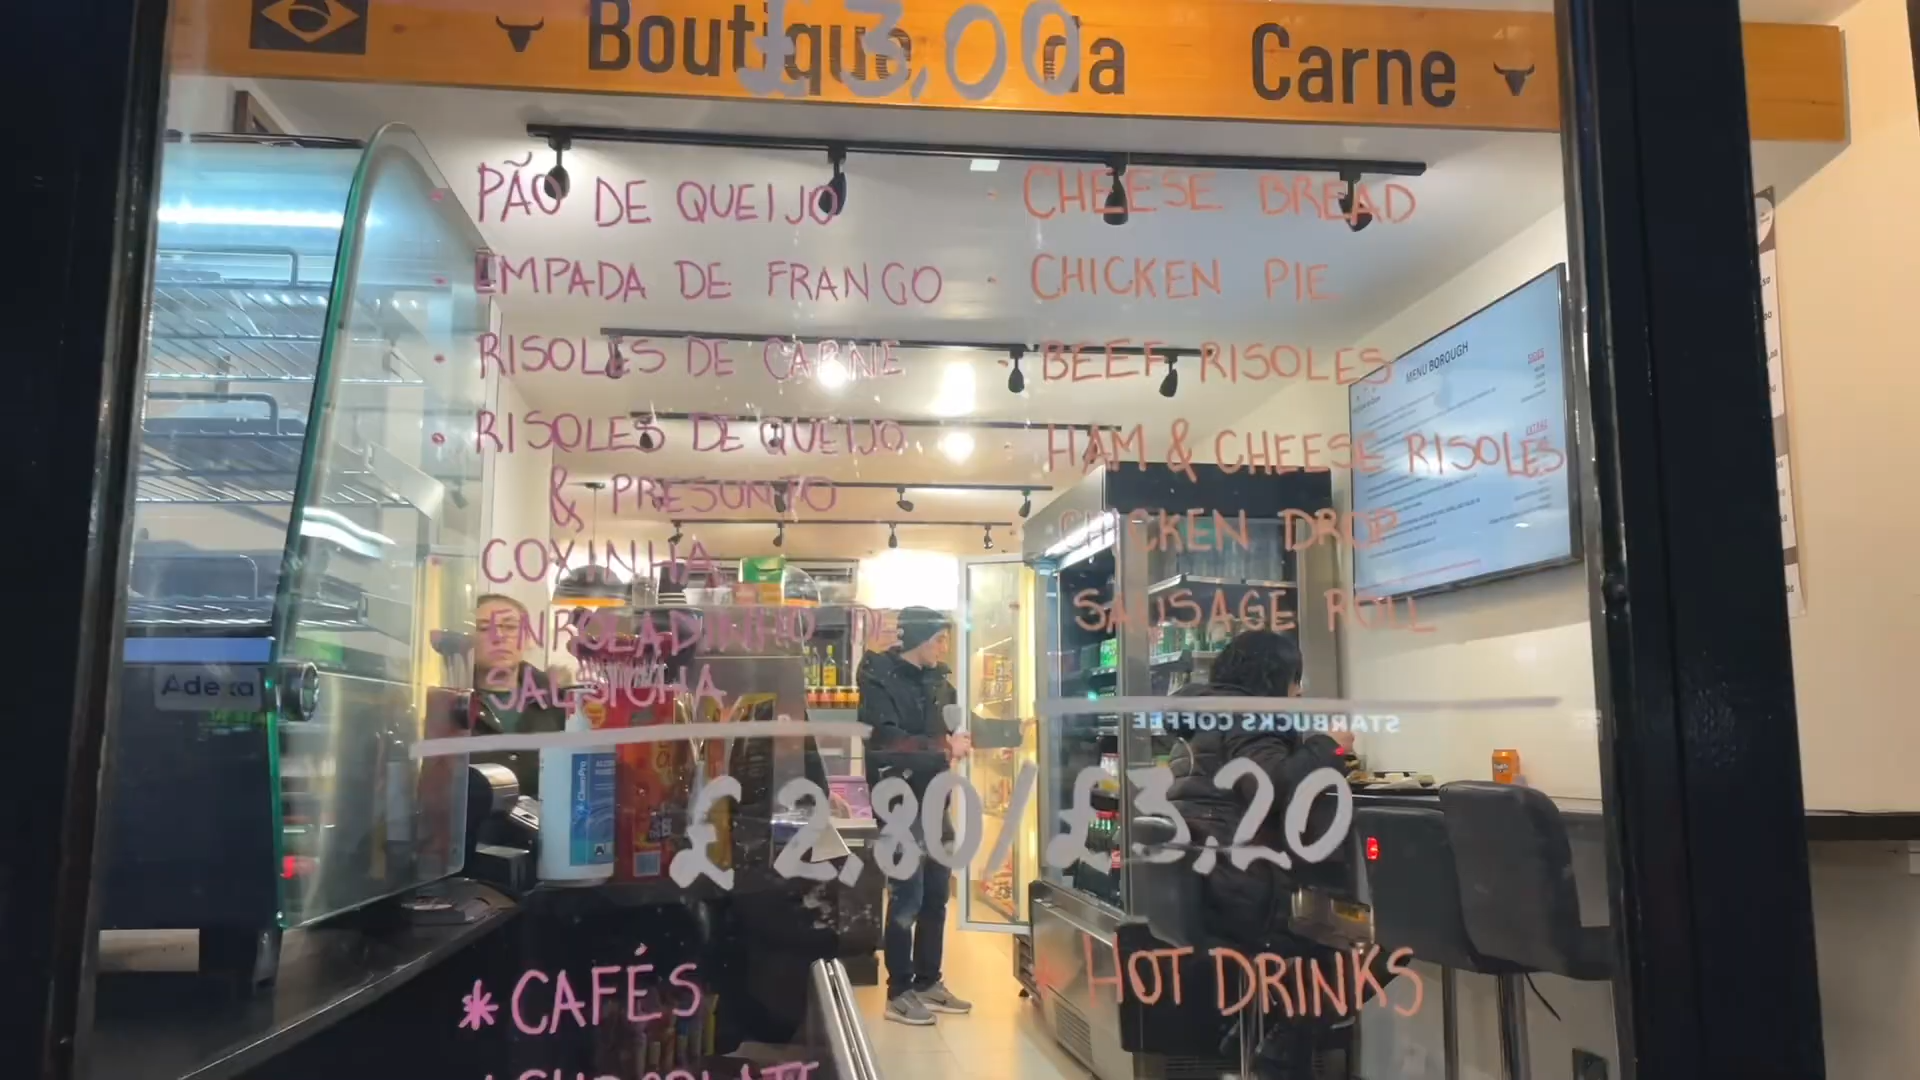 Boutique da Carne
£3,00
• PÃO DE QUEIJO
• CHEESE BREAD
• EMPADA DE FRANGO
• CHICKEN PIE
• RISOLES DE CARNE
• BEEF RISOLES
• RISOLES DE QUEIJO
& PRESUNTO
• HAM & CHEESE RISOLES
COXINHA
CHICKEN DROP
ENROLADINHO DE
SALSICHA
SAUSAGE ROLL
£2,80/£3,20
* CAFÉS
* HOT DRINKS
MENU BOROUGH
STARBUCKS COFFEE
Adexa
CleanPro